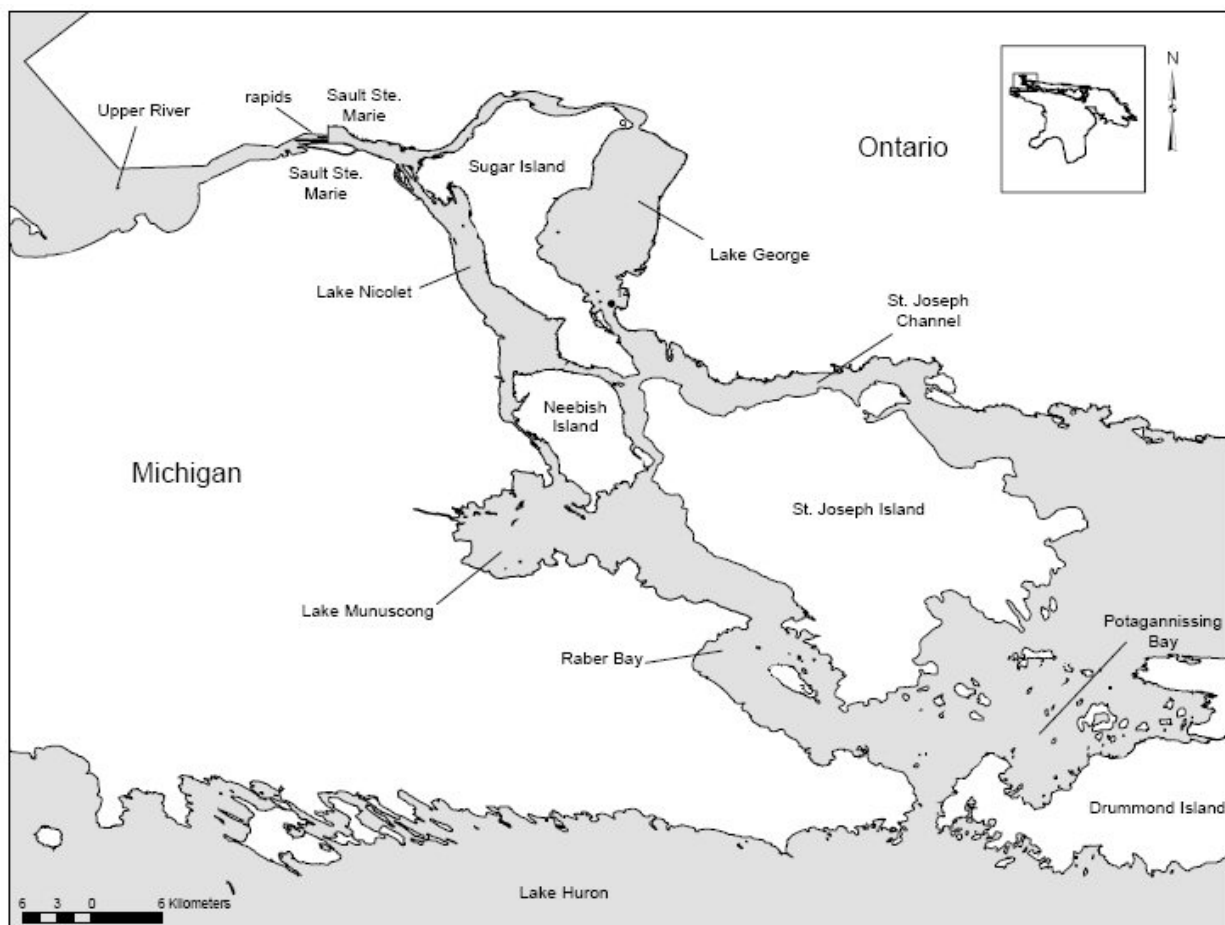 Upper River
rapids
Sault Ste.
Marie
Sault Ste.
Marie
Sugar Island
Ontario
N
Lake George
Lake Nicolet
St. Joseph
Channel
Neebish
Island
Michigan
St. Joseph Island
Lake Munuscong
Raber Bay
Potagannissing
Bay
Drummond Island
Lake Huron
6 3 0 6 Kilometers